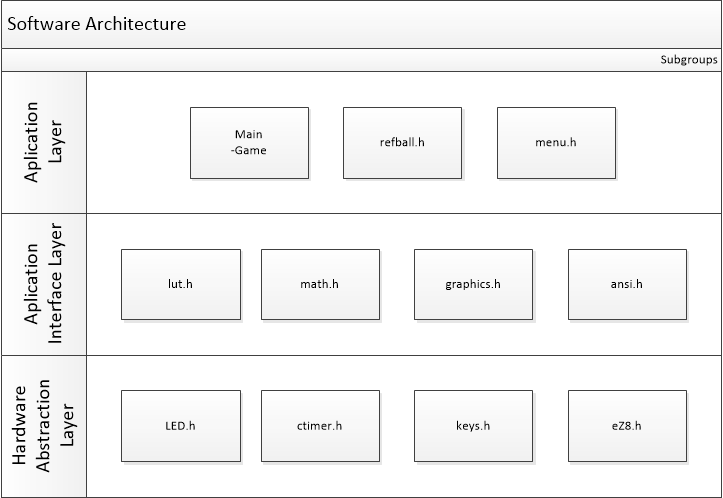 Software Architecture
Subgroups
Aplication
Layer
Main
-Game
refball.h
menu.h
Aplication
Interface Layer
lut.h
math.h
graphics.h
ansi.h
Hardware
Abstraction
Layer
LED.h
ctimer.h
keys.h
eZ8.h